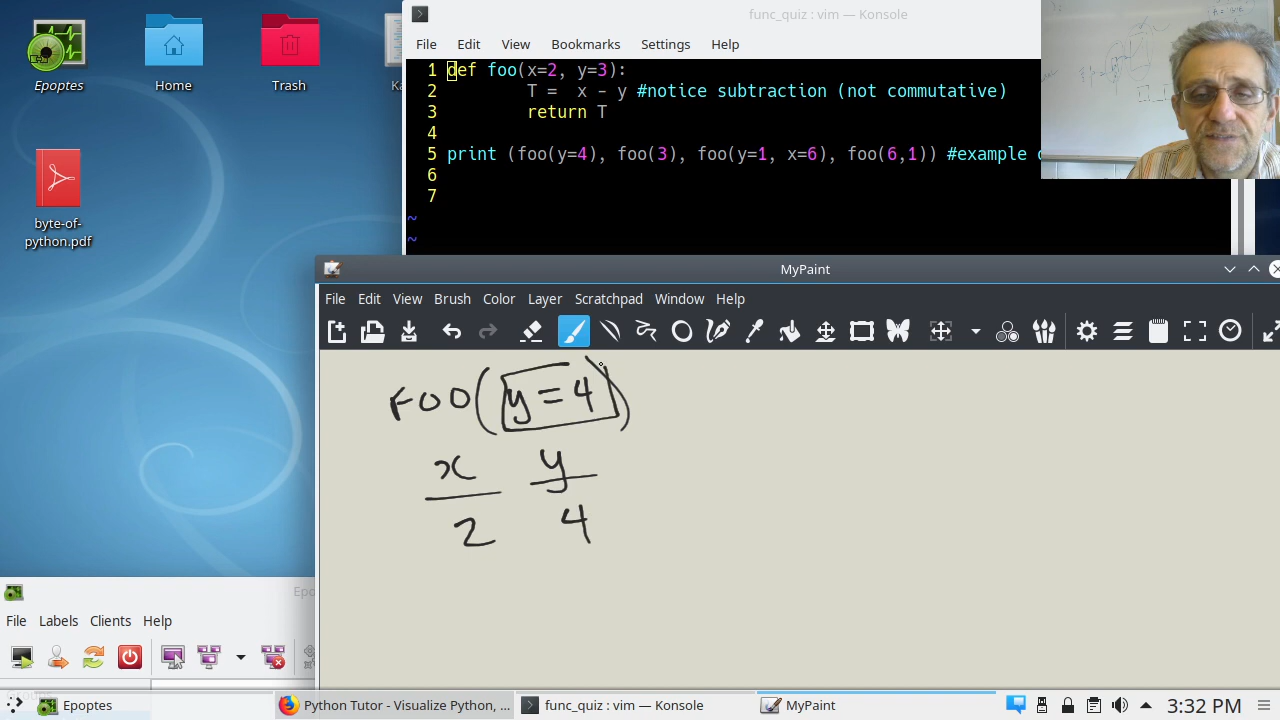 func_quiz : vim — Konsole
File Edit View Bookmarks Settings Help
1 def foo(x=2, y=3):
2 T = x - y #notice subtraction (not commutative)
3 return T
4
5 print (foo(y=4), foo(3), foo(y=1, x=6), foo(6,1)) #example
6
7
~
~
Epoptes
Home
Trash
byte-of-
python.pdf
MyPaint
File Edit View Brush Color Layer Scratchpad Window Help
FOO(y=4)
x y
2 4
File Labels Clients Help
Epoptes
Python Tutor - Visualize Python, ...
func_quiz : vim — Konsole
MyPaint
3:32 PM